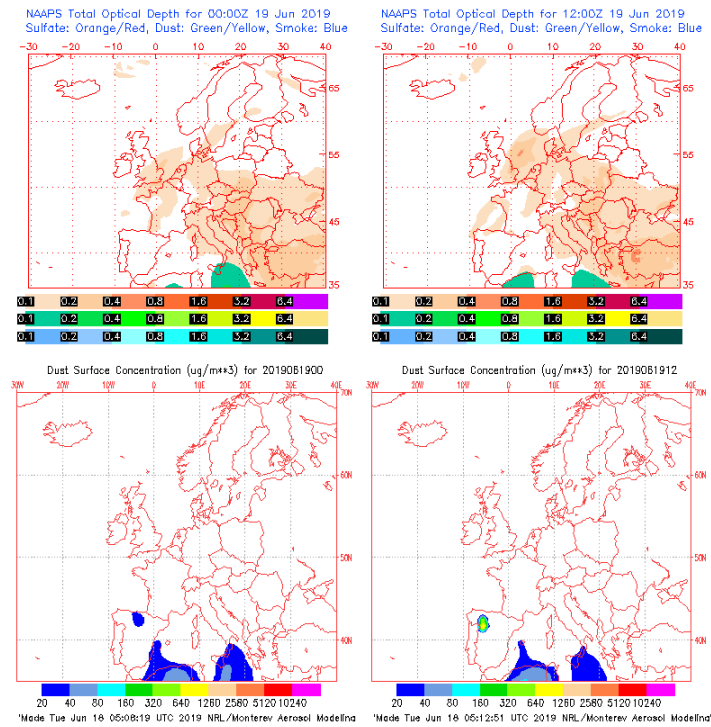 NAAPS Total Optical Depth for 00:00Z 19 Jun 2019
Sulfate: Orange/Red, Dust: Green/Yellow, Smoke: Blue
-30 -20 -10 0 10 20 30 40
65
55
45
35
0.1 0.2 0.4 0.8 1.6 3.2 6.4
0.1 0.2 0.4 0.8 1.6 3.2 6.4
0.1 0.2 0.4 0.8 1.6 3.2 6.4
NAAPS Total Optical Depth for 12:00Z 19 Jun 2019
Sulfate: Orange/Red, Dust: Green/Yellow, Smoke: Blue
-30 -20 -10 0 10 20 30 40
65
55
45
35
0.1 0.2 0.4 0.8 1.6 3.2 6.4
0.1 0.2 0.4 0.8 1.6 3.2 6.4
0.1 0.2 0.4 0.8 1.6 3.2 6.4
Dust Surface Concentration (ug/m**3) for 2019061900
30W 20W 10W 0 10E 20E 30E 40E
70N
60N
50N
40N
20 40 80 160 320 640 1280 2560 5120 10240
'Made Tue Jun 18 05:08:19 UTC 2019 NRL/Monterey Aerosol Modeling
Dust Surface Concentration (ug/m**3) for 2019061912
30W 20W 10W 0 10E 20E 30E 40E
70N
60N
50N
40N
20 40 80 160 320 640 1280 2560 5120 10240
'Made Tue Jun 18 05:12:51 UTC 2019 NRL/Monterey Aerosol Modeling